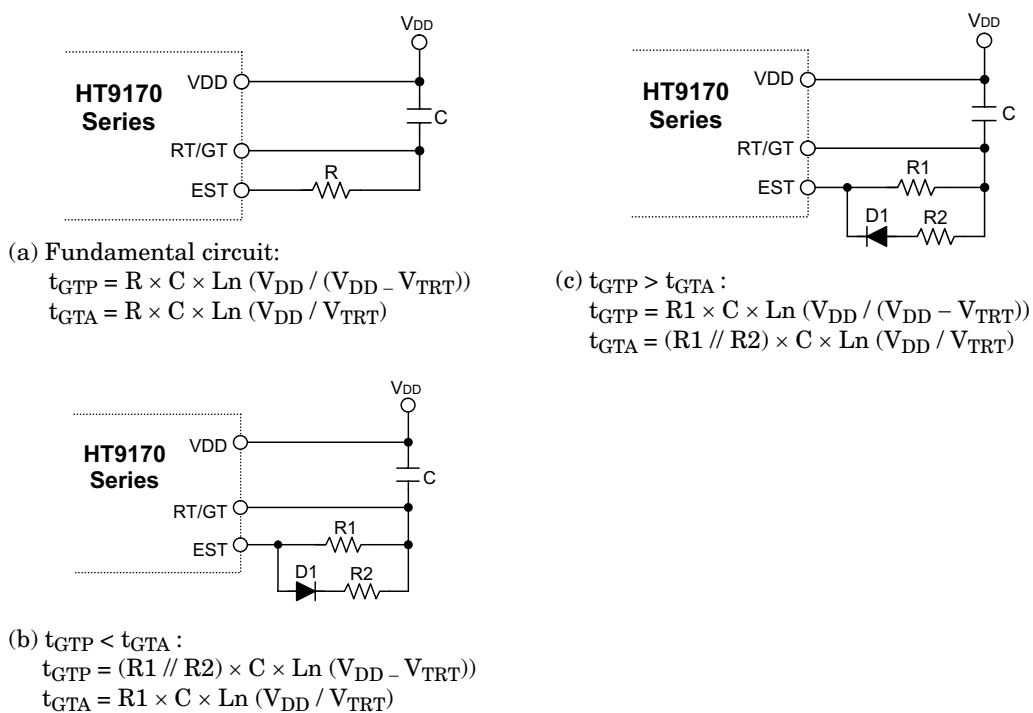 VDD
HT9170
Series
VDD
C
RT/GT
R
EST
(a) Fundamental circuit:
tGTP = R × C × Ln (VDD / (VDD – VTRT))
tGTA = R × C × Ln (VDD / VTRT)
VDD
HT9170
Series
VDD
C
RT/GT
R1
EST
D1
R2
(c) tGTP > tGTA :
tGTP = R1 × C × Ln (VDD / (VDD – VTRT))
tGTA = (R1 // R2) × C × Ln (VDD / VTRT)
VDD
HT9170
Series
VDD
C
RT/GT
R1
EST
D1
R2
(b) tGTP < tGTA :
tGTP = (R1 // R2) × C × Ln (VDD – VTRT))
tGTA = R1 × C × Ln (VDD / VTRT)